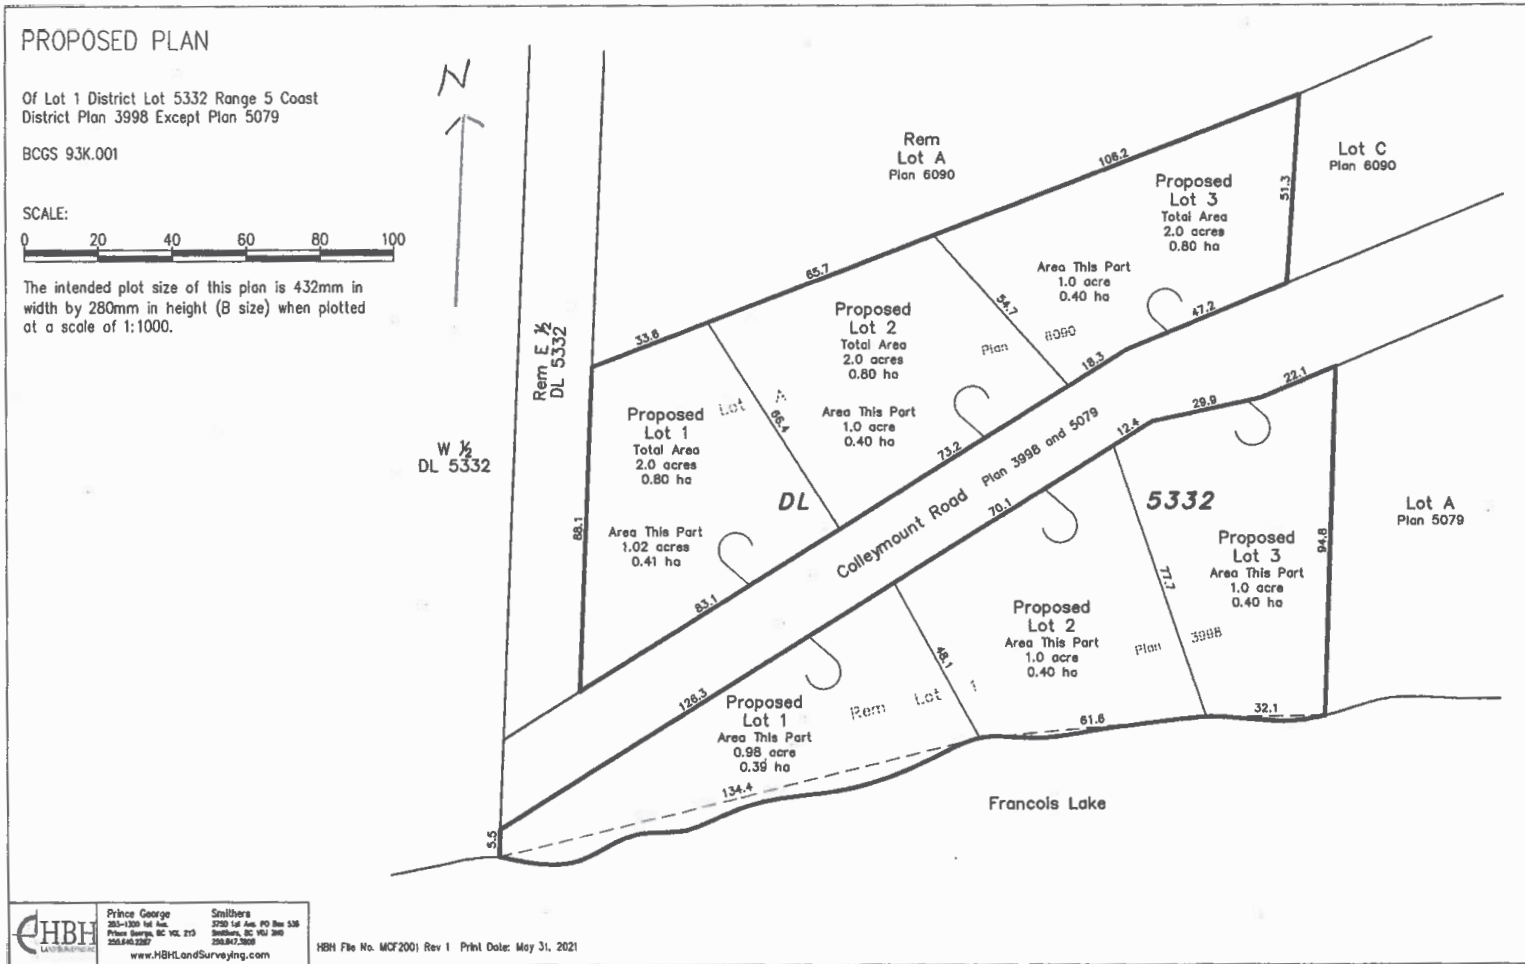 PROPOSED PLAN
Of Lot 1 District Lot 5332 Range 5 Coast
District Plan 3998 Except Plan 5079
BCGS 93K.001
SCALE:
0 20 40 60 80 100
The intended plot size of this plan is 432mm in
width by 280mm in height (B size) when plotted
at a scale of 1:1000.
N
W ½
DL 5332
Rem E ½
DL 5332
Rem
Lot A
Plan 6090
Lot C
Plan 6090
106.2
51.3
65.7
33.8
Proposed
Lot 3
Total Area
2.0 acres
0.80 ha
Area This Part
1.0 acre
0.40 ha
47.2
54.7
Plan 6090
18.3
Proposed
Lot 2
Total Area
2.0 acres
0.80 ha
Area This Part
1.0 acre
0.40 ha
73.2
66.4
Lot A
Proposed
Lot 1
Total Area
2.0 acres
0.80 ha
Area This Part
1.02 acres
0.41 ha
88.1
83.1
DL 5332
Colleymount Road Plan 3998 and 5079
22.1
29.9
12.4
70.1
126.3
Lot A
Plan 5079
Proposed
Lot 3
Area This Part
1.0 acre
0.40 ha
94.8
77.7
Proposed
Lot 2
Area This Part
1.0 acre
0.40 ha
Plan 3998
48.1
Proposed
Lot 1
Area This Part
0.98 acre
0.39 ha
Rem Lot 1
32.1
61.6
134.4
5.5
Francois Lake
HBH
Prince George
Smithers
www.HBHLandSurveying.com
HBH File No. MCF2001 Rev 1 Print Date: May 31, 2021